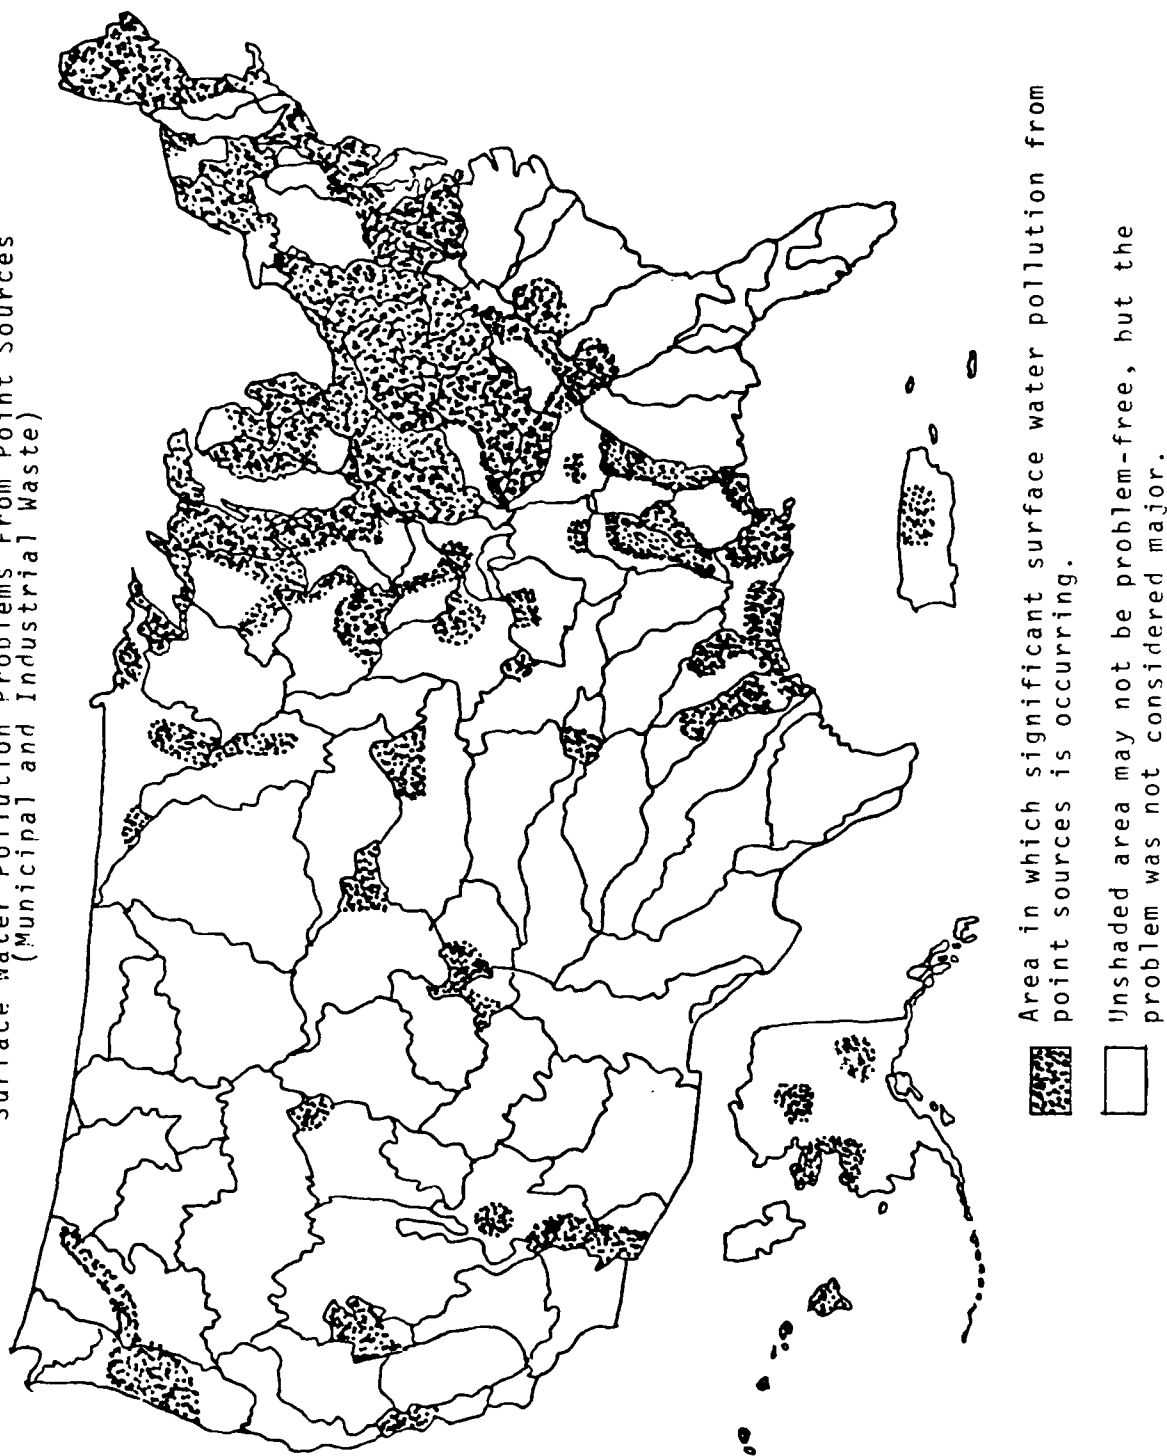 Surface Water Pollution Problems From Point Sources
(Municipal and Industrial Waste)
Area in which significant surface water pollution from
point sources is occurring.
Unshaded area may not be problem-free, hut the
problem was not considered major.